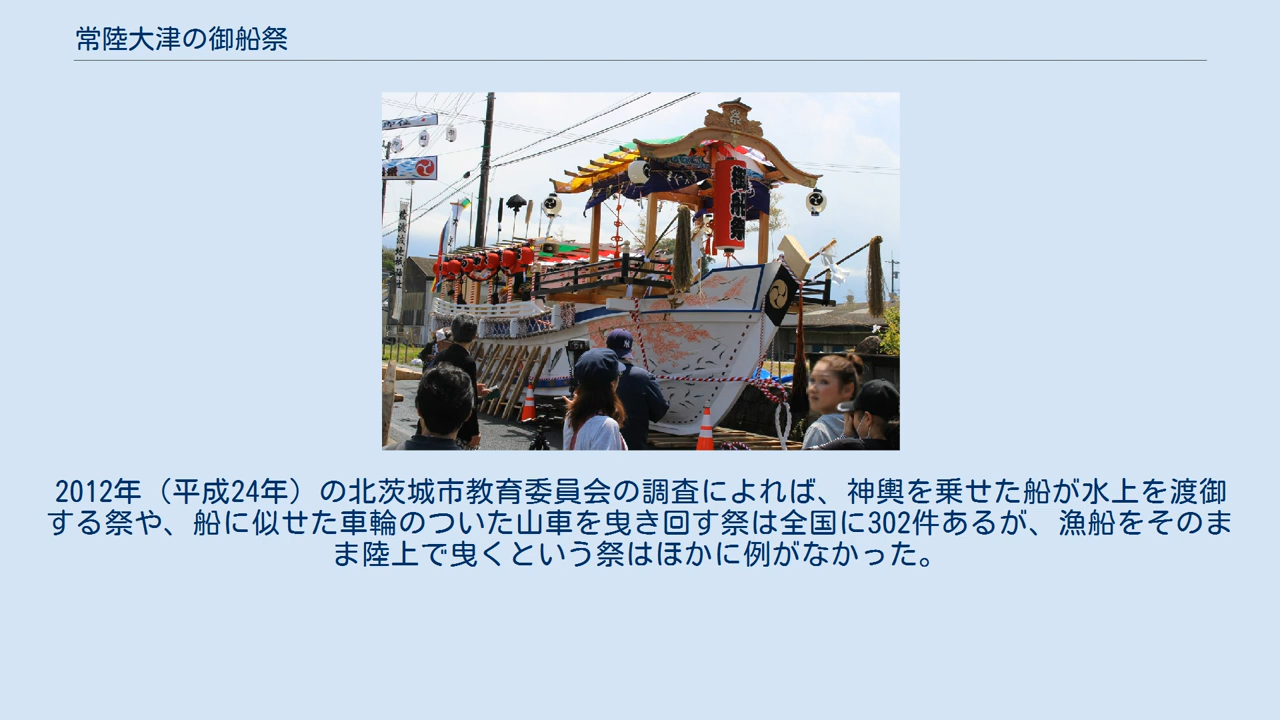 常陸大津の御船祭
祭
御船祭
2012年（平成24年）の北茨城市教育委員会の調査によれば、神輿を乗せた船が水上を渡御
する祭や、船に似せた車輪のついた山車を曳き回す祭は全国に302件あるが、漁船をそのま
ま陸上で曳くという祭はほかに例がなかった。